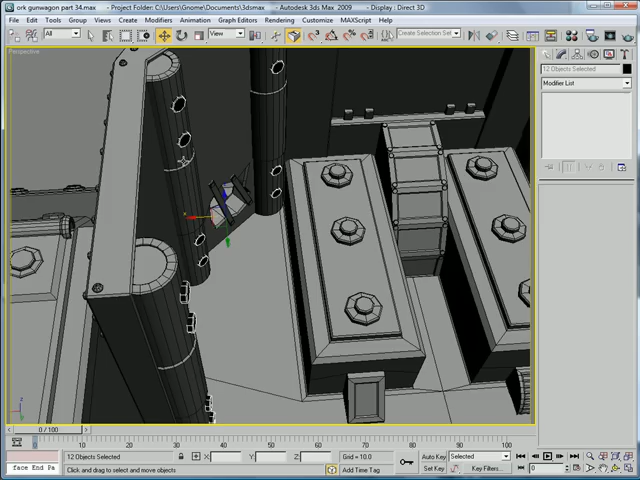 ork gunwagon part 34.max - Project Folder: C:\Users\Gnome\Documents\3dsmax - Autodesk 3ds Max 2009 - Display : Direct 3D
File Edit Tools Group Views Create Modifiers Animation Graph Editors Rendering Customize MAXScript Help
All View Create Selection Se
Perspective
12 Objects Selected
Modifier List
0 / 100
0 10 20 30 40 50 60 70 80 90 100
12 Objects Selected X: Y: Z: Grid = 10.0 Auto Key Selected
face End Pa Click and drag to select and move objects Add Time Tag Set Key Key Filters... 0